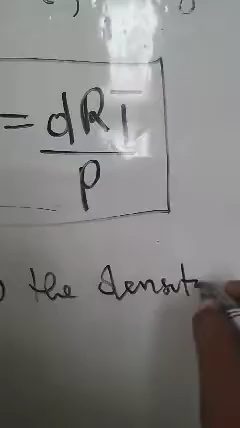 = dRT
P
the densit